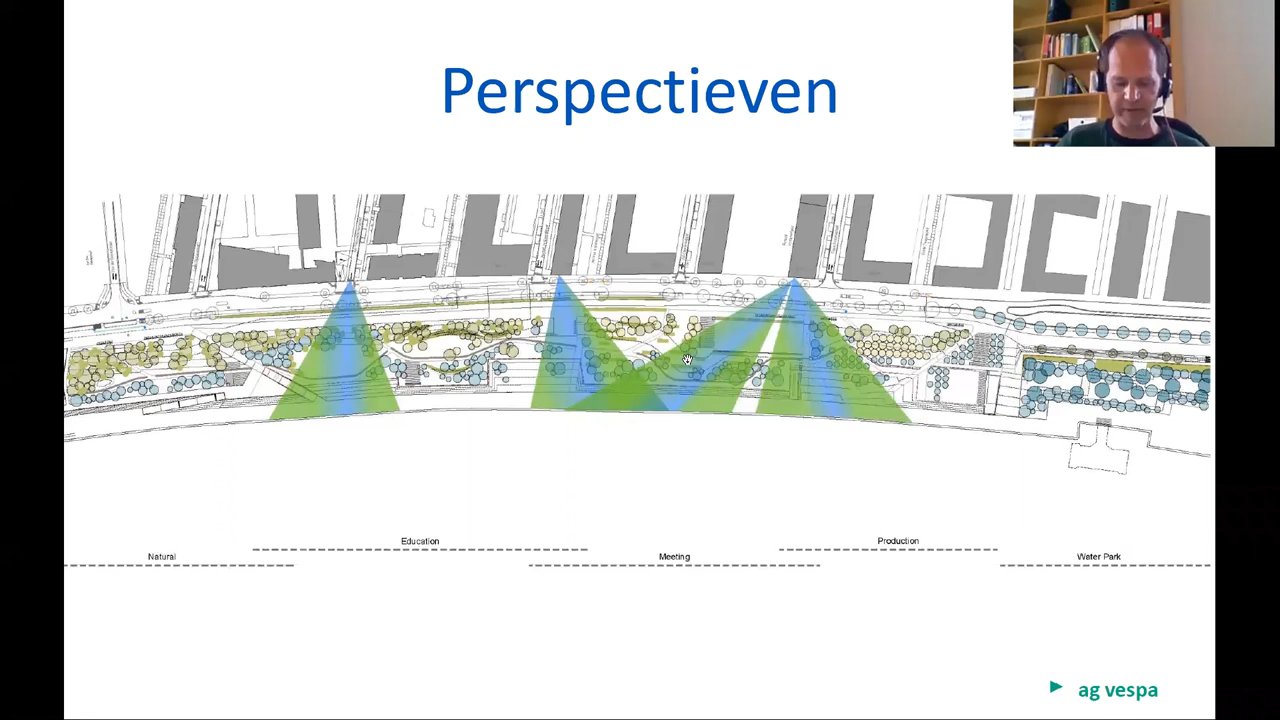 Perspectieven
Education
Production
Natural
Meeting
Water Park
ag vespa